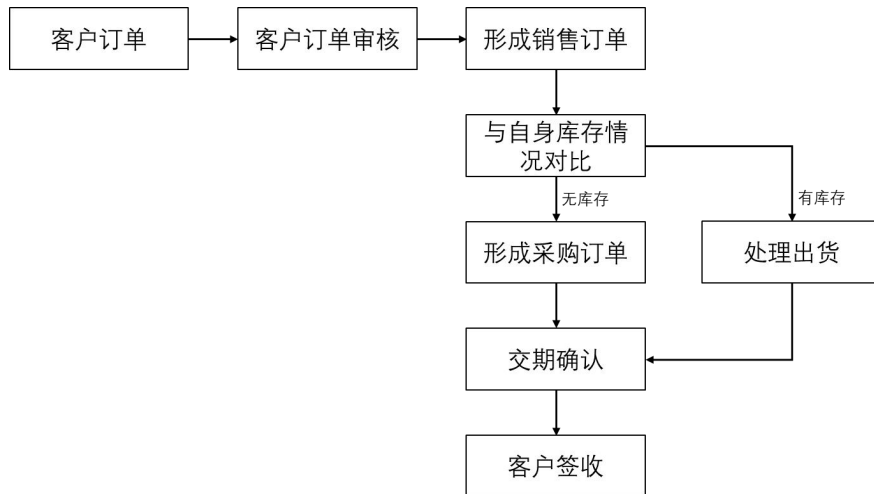 客户订单
客户订单审核
形成销售订单
与自身库存情
况对比
无库存
有库存
形成采购订单
处理出货
交期确认
客户签收